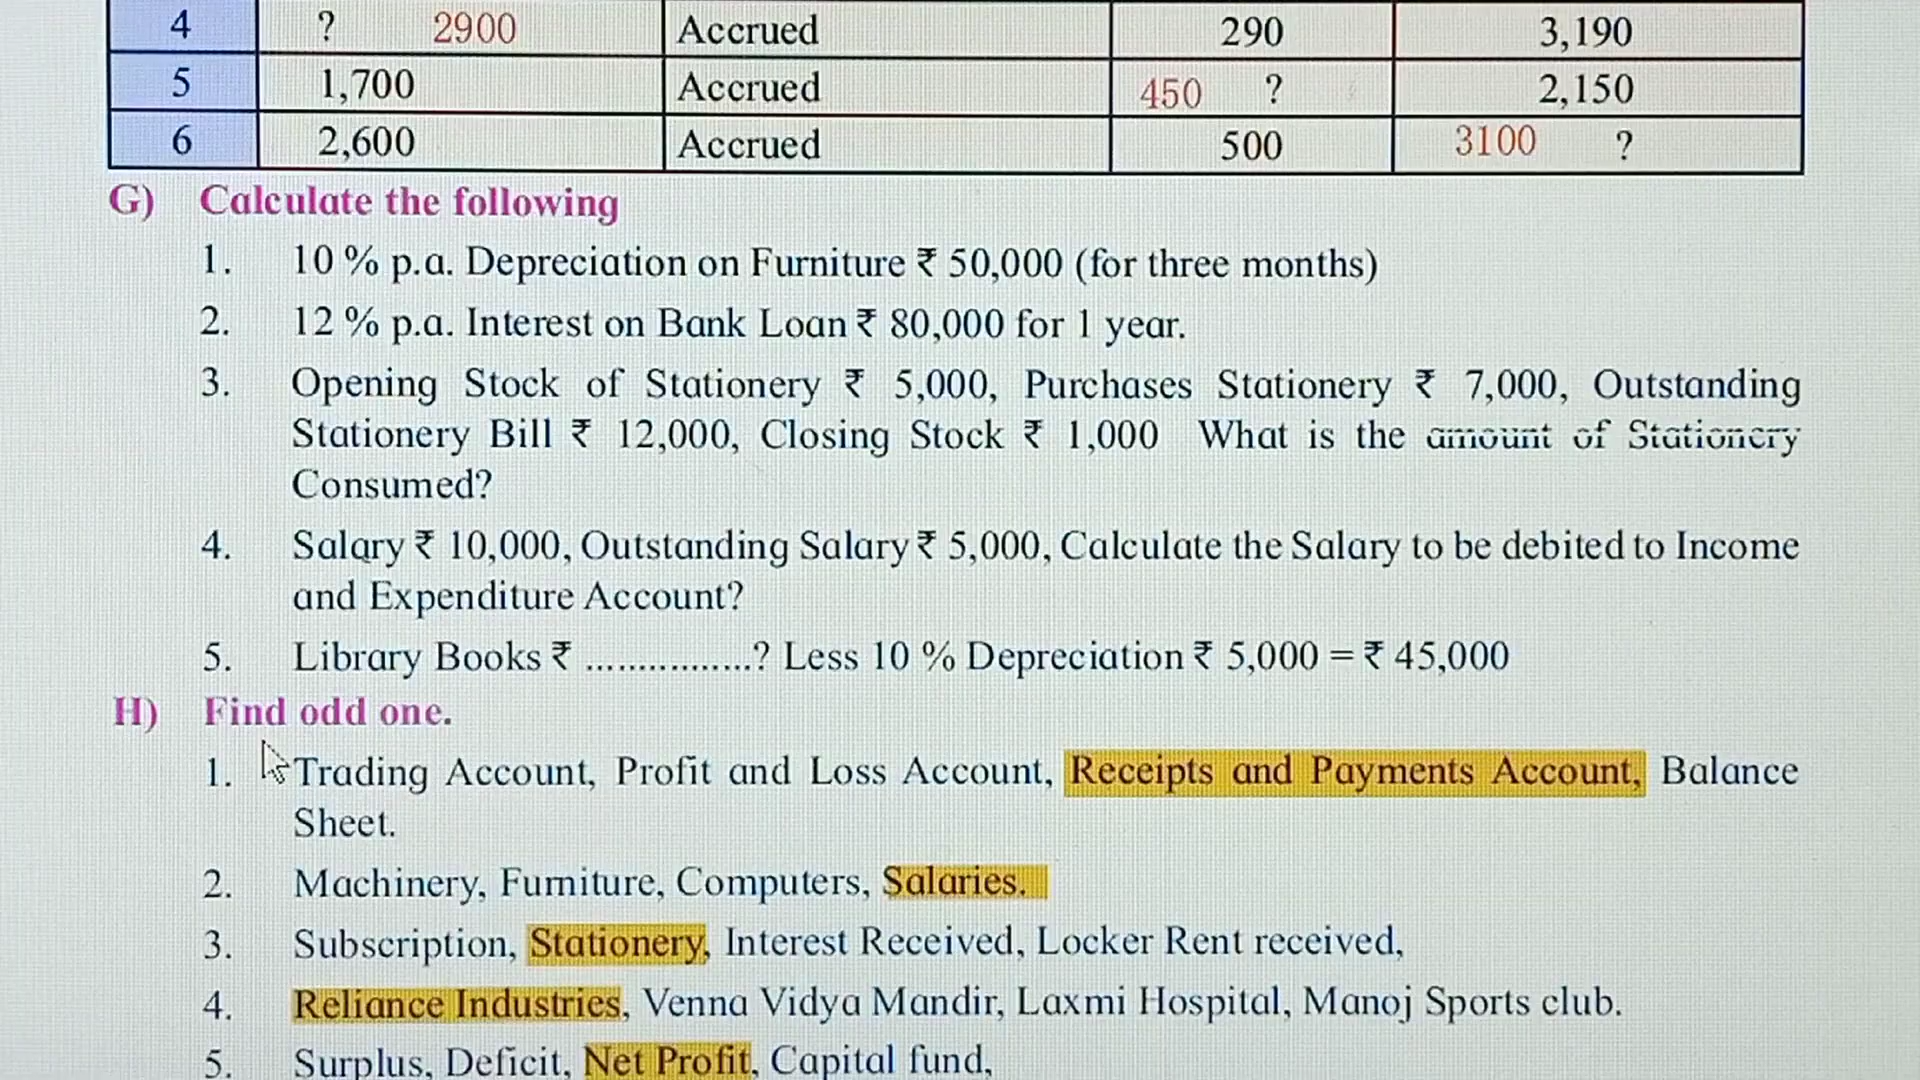 4 ? 2900 Accrued 290 3,190
5 1,700 Accrued 450 ? 2,150
6 2,600 Accrued 500 3100 ?
G) Calculate the following
1. 10 % p.a. Depreciation on Furniture ₹ 50,000 (for three months)
2. 12 % p.a. Interest on Bank Loan ₹ 80,000 for 1 year.
3. Opening Stock of Stationery ₹ 5,000, Purchases Stationery ₹ 7,000, Outstanding
Stationery Bill ₹ 12,000, Closing Stock ₹ 1,000 What is the amount of Stationery
Consumed?
4. Salary ₹ 10,000, Outstanding Salary ₹ 5,000, Calculate the Salary to be debited to Income
and Expenditure Account?
5. Library Books ₹ ................? Less 10 % Depreciation ₹ 5,000 = ₹ 45,000
H) Find odd one.
1. Trading Account, Profit and Loss Account, Receipts and Payments Account, Balance
Sheet.
2. Machinery, Furniture, Computers, Salaries.
3. Subscription, Stationery, Interest Received, Locker Rent received,
4. Reliance Industries, Venna Vidya Mandir, Laxmi Hospital, Manoj Sports club.
5. Surplus, Deficit, Net Profit, Capital fund,